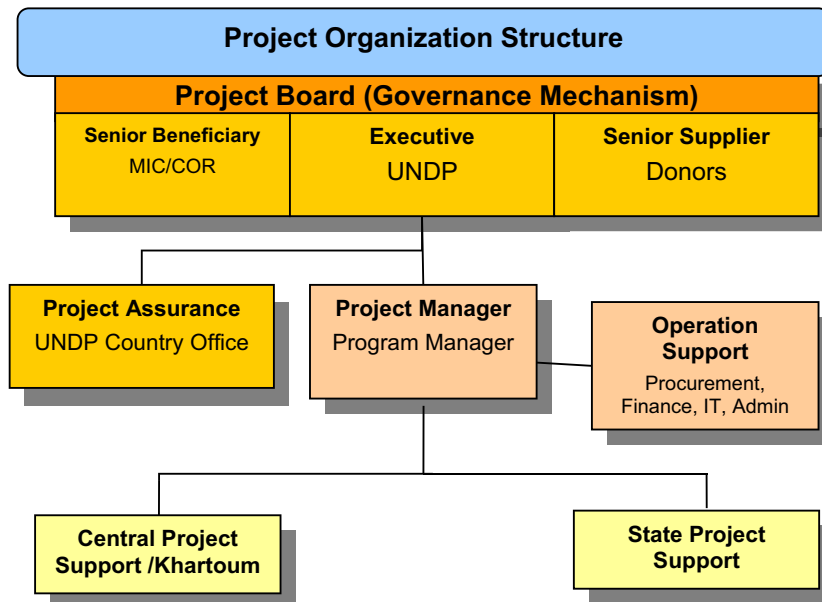 Project Organization Structure
Project Board (Governance Mechanism)
Senior Beneficiary
MIC/COR
Executive
UNDP
Senior Supplier
Donors
Project Assurance
UNDP Country Office
Project Manager
Program Manager
Operation
Support
Procurement,
Finance, IT, Admin
Central Project
Support /Khartoum
State Project
Support